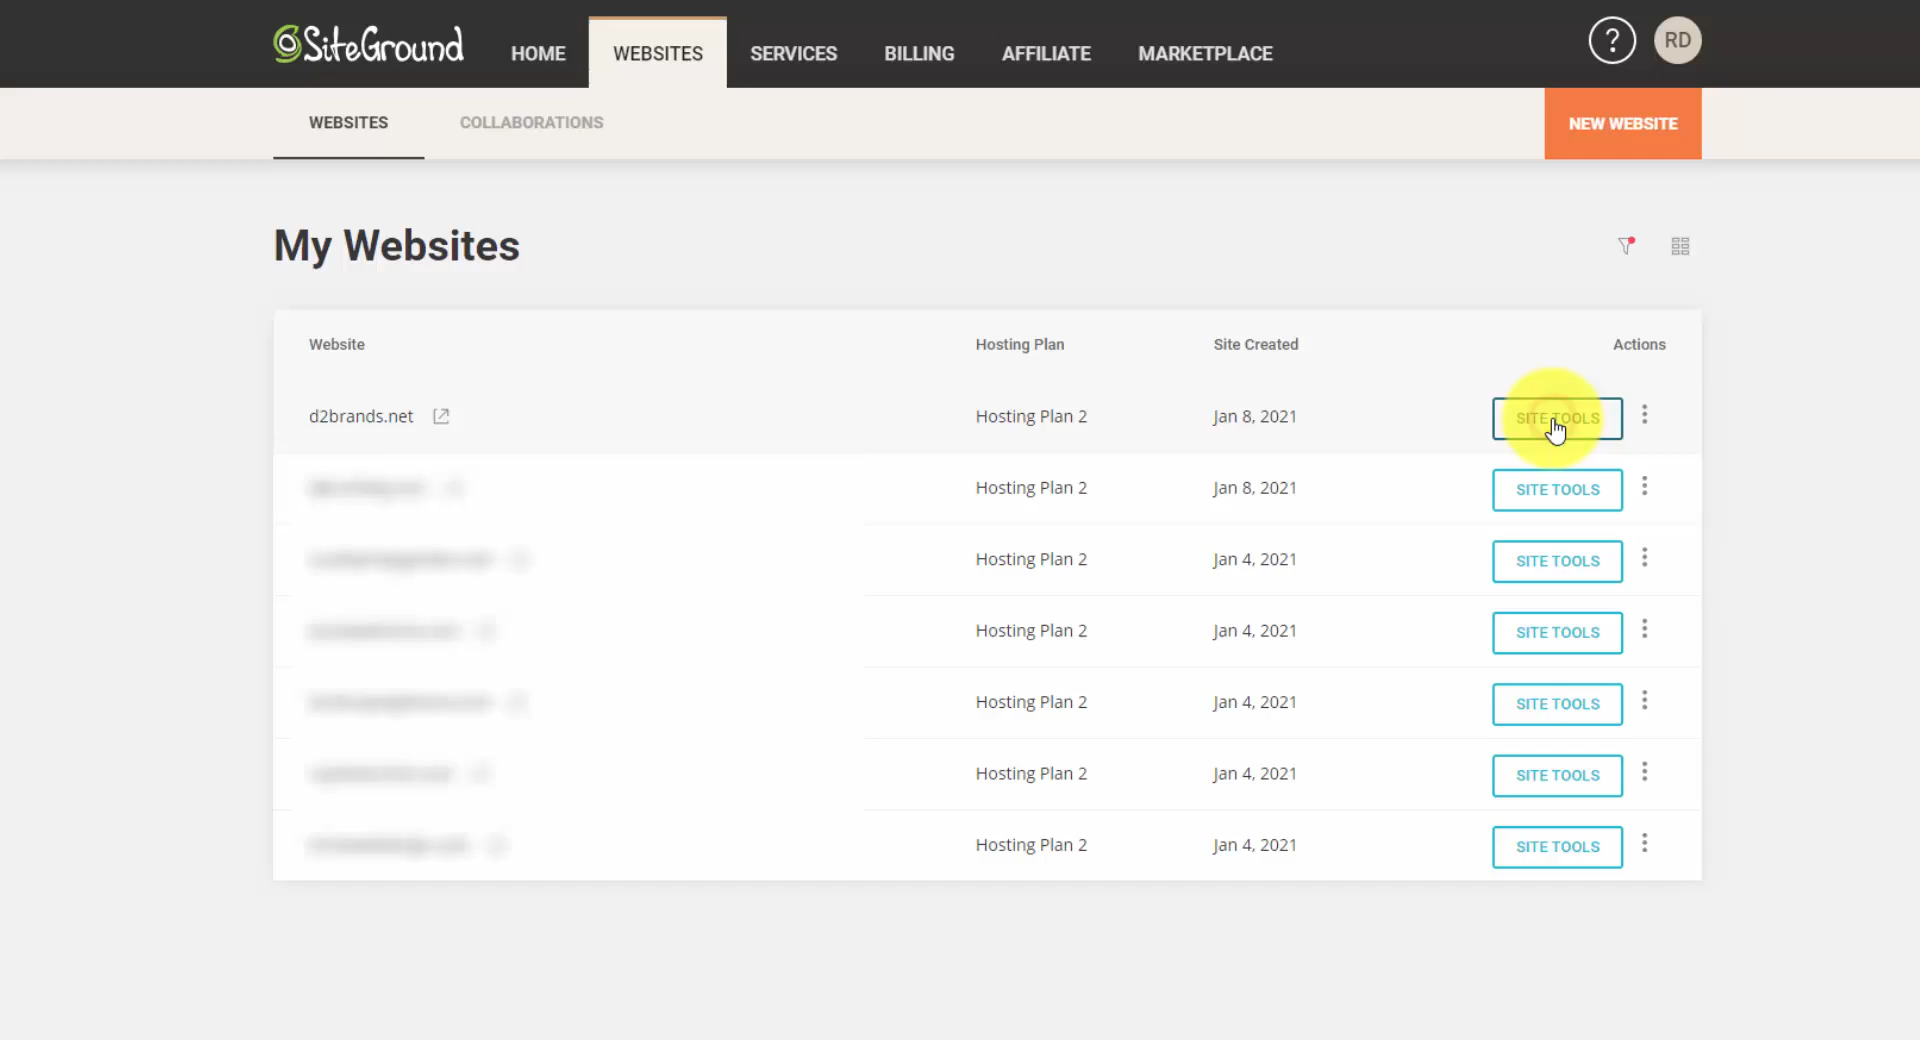 SiteGround HOME WEBSITES SERVICES BILLING AFFILIATE MARKETPLACE ? RD
WEBSITES COLLABORATIONS NEW WEBSITE
My Websites
Website Hosting Plan Site Created Actions
d2brands.net Hosting Plan 2 Jan 8, 2021 SITE TOOLS
Hosting Plan 2 Jan 8, 2021 SITE TOOLS
Hosting Plan 2 Jan 4, 2021 SITE TOOLS
Hosting Plan 2 Jan 4, 2021 SITE TOOLS
Hosting Plan 2 Jan 4, 2021 SITE TOOLS
Hosting Plan 2 Jan 4, 2021 SITE TOOLS
Hosting Plan 2 Jan 4, 2021 SITE TOOLS